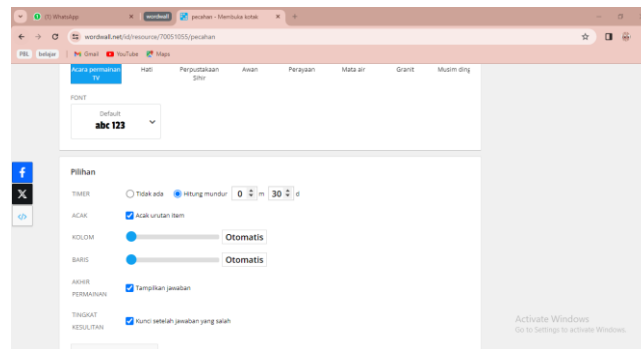 (1) WhatsApp
wordwall
pecahan - Membuka kotak
wordwall.net/id/resource/70051055/pecahan
PBL
belajar
Gmail
YouTube
Maps
Acara permainan TV
Hati
Perpustakaan Sihir
Awan
Perayaan
Mata air
Granit
Musim ding
FONT
Default
abc 123
Pilihan
TIMER
Tidak ada
Hitung mundur
0 m 30 d
ACAK
Acak urutan item
KOLOM
Otomatis
BARIS
Otomatis
AKHIR
PERMAINAN
Tampilkan jawaban
TINGKAT
KESULITAN
Kunci setelah jawaban yang salah
Activate Windows
Go to Settings to activate Windows.